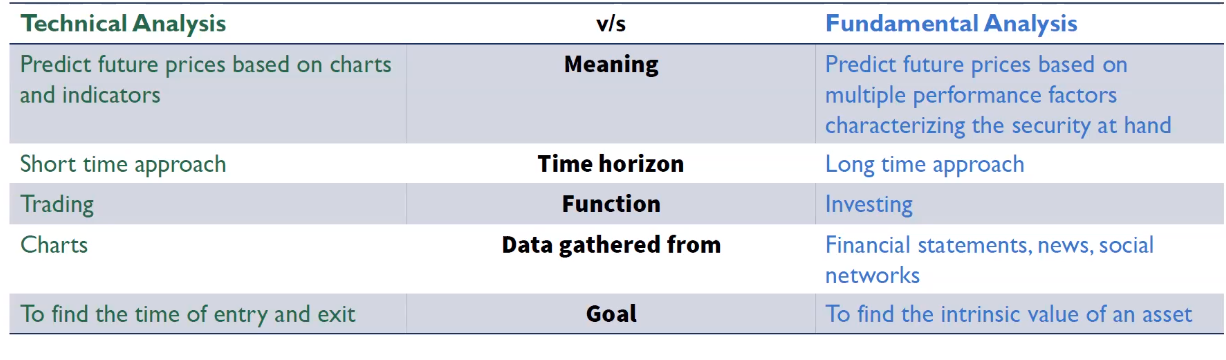 Technical Analysis v/s Fundamental Analysis
Predict future prices based on charts
and indicators
Meaning
Predict future prices based on
multiple performance factors
characterizing the security at hand
Short time approach Time horizon Long time approach
Trading Function Investing
Charts Data gathered from Financial statements, news, social
networks
To find the time of entry and exit Goal To find the intrinsic value of an asset